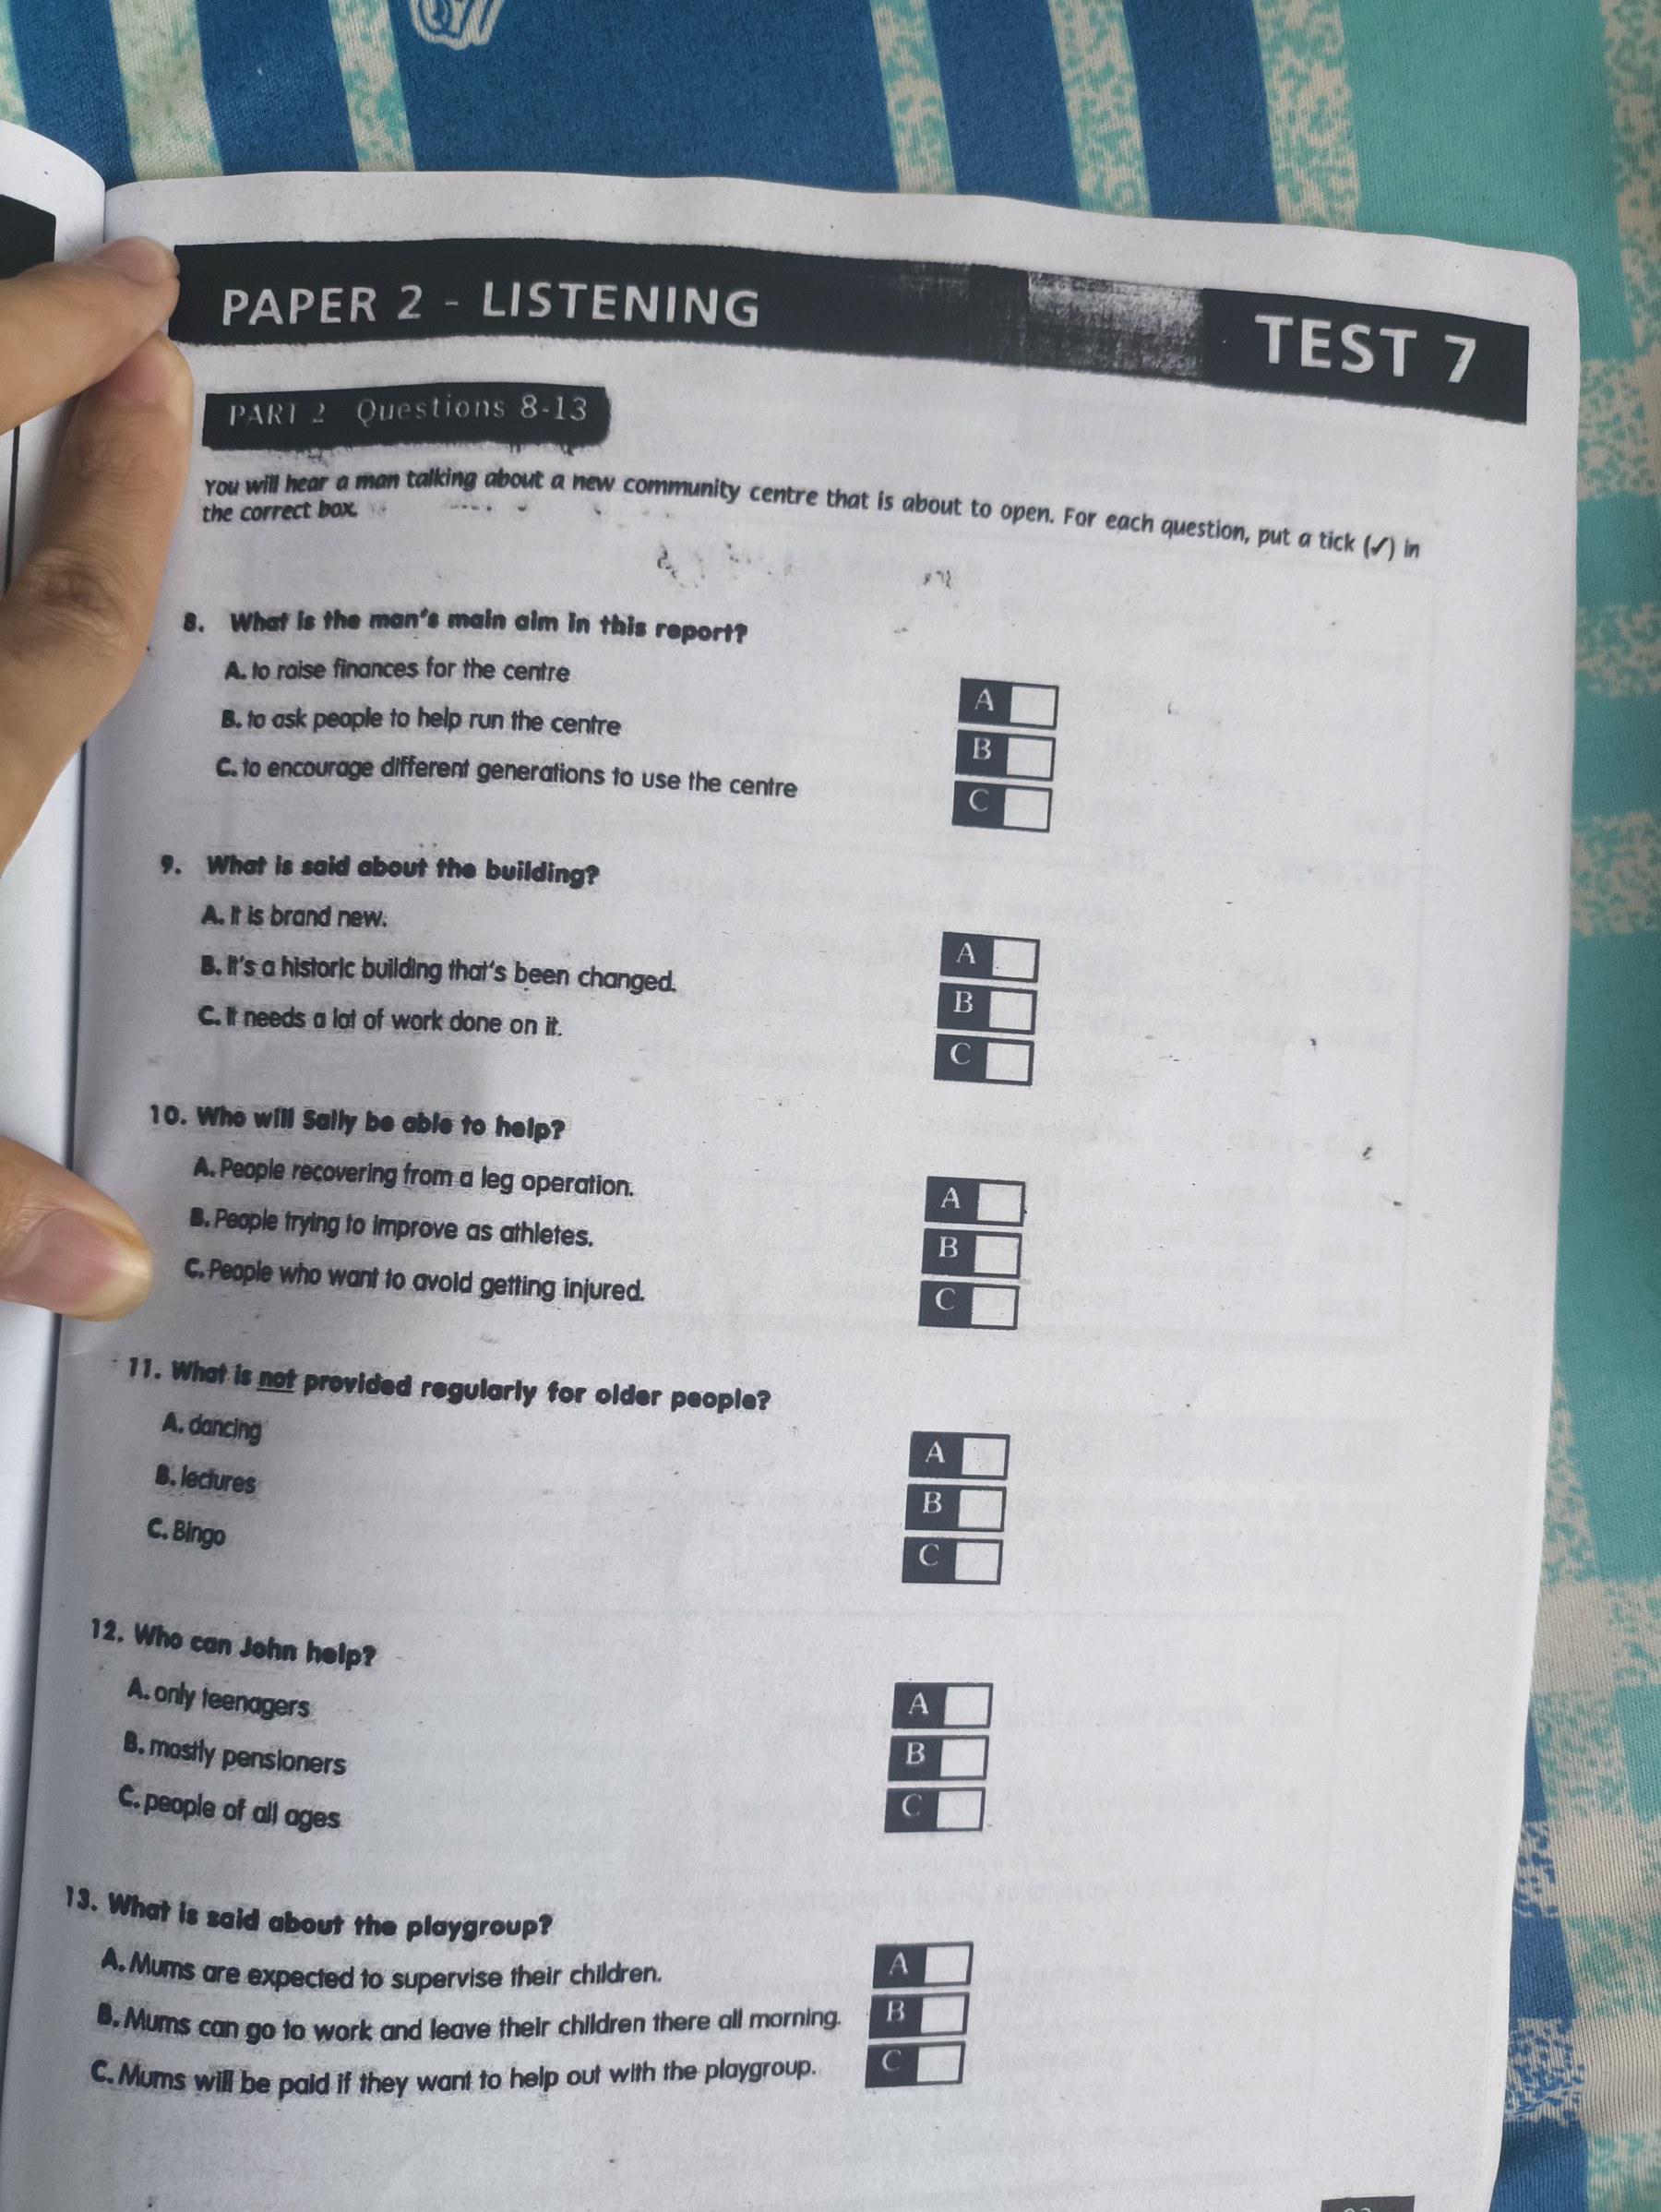 PAPER 2 - LISTENING
TEST 7
PART 2 Questions 8-13
You will hear a man talking about a new community centre that is about to open. For each question, put a tick (✓) in
the correct box.
8. What is the man's main aim in this report?
A. to raise finances for the centre
B. to ask people to help run the centre
C. to encourage different generations to use the centre
A
B
C
9. What is said about the building?
A. It is brand new.
B. It's a historic building that's been changed.
C. It needs a lot of work done on it.
A
B
C
10. Who will Sally be able to help?
A. People recovering from a leg operation.
B. People trying to improve as athletes.
C. People who want to avoid getting injured.
A
B
C
11. What is not provided regularly for older people?
A. dancing
B. lectures
C. Bingo
A
B
C
12. Who can John help?
A. only teenagers
B. mostly pensioners
C. people of all ages
A
B
C
13. What is said about the playgroup?
A. Mums are expected to supervise their children.
B. Mums can go to work and leave their children there all morning.
C. Mums will be paid if they want to help out with the playgroup.
A
B
C